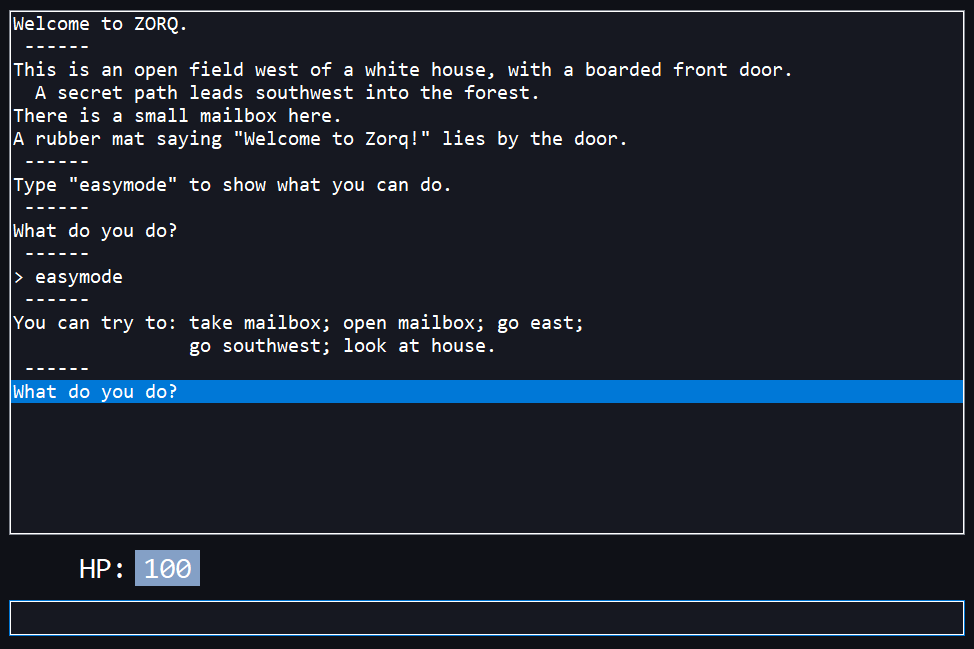 Welcome to ZORQ.
------
This is an open field west of a white house, with a boarded front door.
A secret path leads southwest into the forest.
There is a small mailbox here.
A rubber mat saying "Welcome to Zorq!" lies by the door.
------
Type "easymode" to show what you can do.
------
What do you do?
------
> easymode
------
You can try to: take mailbox; open mailbox; go east;
go southwest; look at house.
------
What do you do?
HP: 100